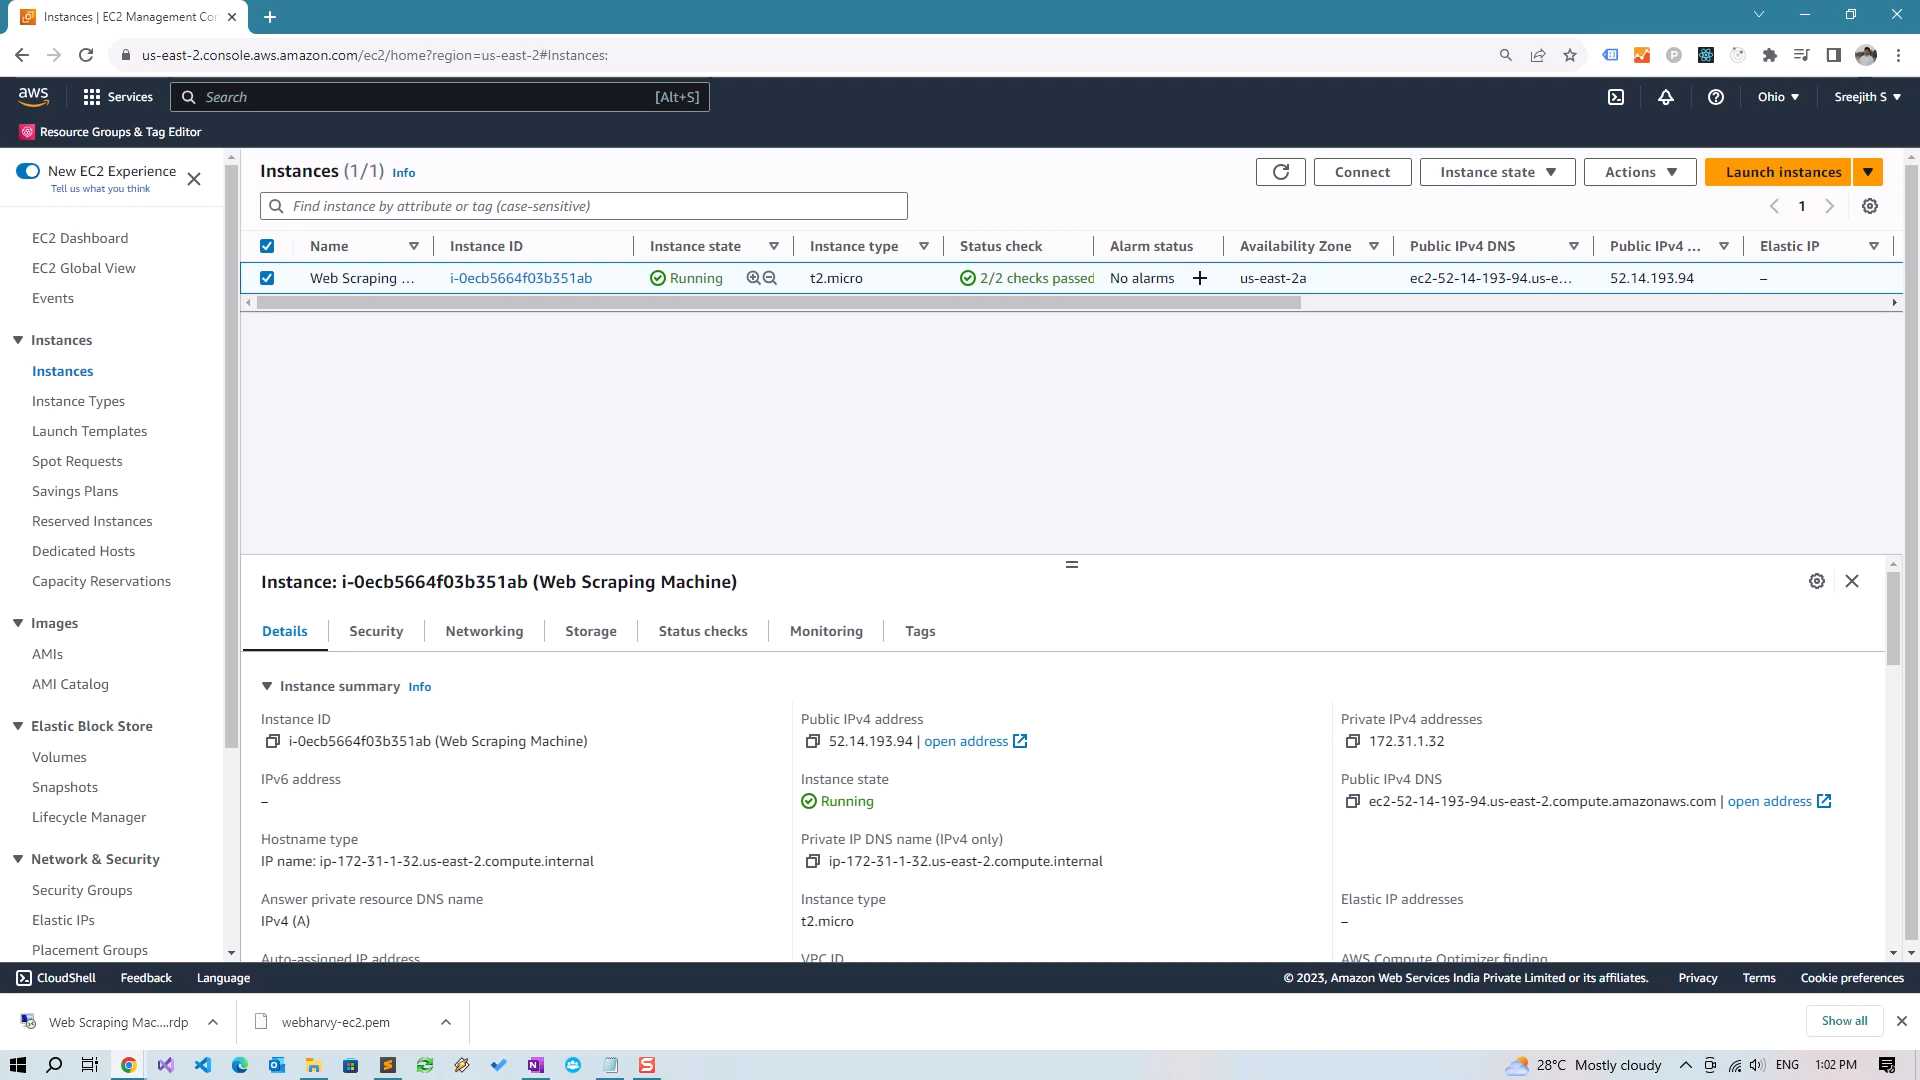 Instances | EC2 Management Con
us-east-2.console.aws.amazon.com/ec2/home?region=us-east-2#Instances:
aws
Services
Search
[Alt+S]
Ohio
Sreejith S
Resource Groups & Tag Editor
New EC2 Experience
Tell us what you think
EC2 Dashboard
EC2 Global View
Events
Instances
Instances
Instance Types
Launch Templates
Spot Requests
Savings Plans
Reserved Instances
Dedicated Hosts
Capacity Reservations
Images
AMIs
AMI Catalog
Elastic Block Store
Volumes
Snapshots
Lifecycle Manager
Network & Security
Security Groups
Elastic IPs
Placement Groups
Instances (1/1) Info
Connect
Instance state
Actions
Launch instances
Find instance by attribute or tag (case-sensitive)
1
Name Instance ID Instance state Instance type Status check Alarm status Availability Zone Public IPv4 DNS Public IPv4 ... Elastic IP
Web Scraping ... i-0ecb5664f03b351ab Running t2.micro 2/2 checks passed No alarms + us-east-2a ec2-52-14-193-94.us-e... 52.14.193.94 –
Instance: i-0ecb5664f03b351ab (Web Scraping Machine)
Details Security Networking Storage Status checks Monitoring Tags
Instance summary Info
Instance ID
i-0ecb5664f03b351ab (Web Scraping Machine)
Public IPv4 address
52.14.193.94 | open address
Private IPv4 addresses
172.31.1.32
IPv6 address
–
Instance state
Running
Public IPv4 DNS
ec2-52-14-193-94.us-east-2.compute.amazonaws.com | open address
Hostname type
IP name: ip-172-31-1-32.us-east-2.compute.internal
Private IP DNS name (IPv4 only)
ip-172-31-1-32.us-east-2.compute.internal
Answer private resource DNS name
IPv4 (A)
Instance type
t2.micro
Elastic IP addresses
–
Auto-assigned IP address
VPC ID
AWS Compute Optimizer finding
CloudShell
Feedback
Language
© 2023, Amazon Web Services India Private Limited or its affiliates.
Privacy
Terms
Cookie preferences
Web Scraping Mac....rdp
webharvy-ec2.pem
Show all
28°C Mostly cloudy
ENG
1:02 PM